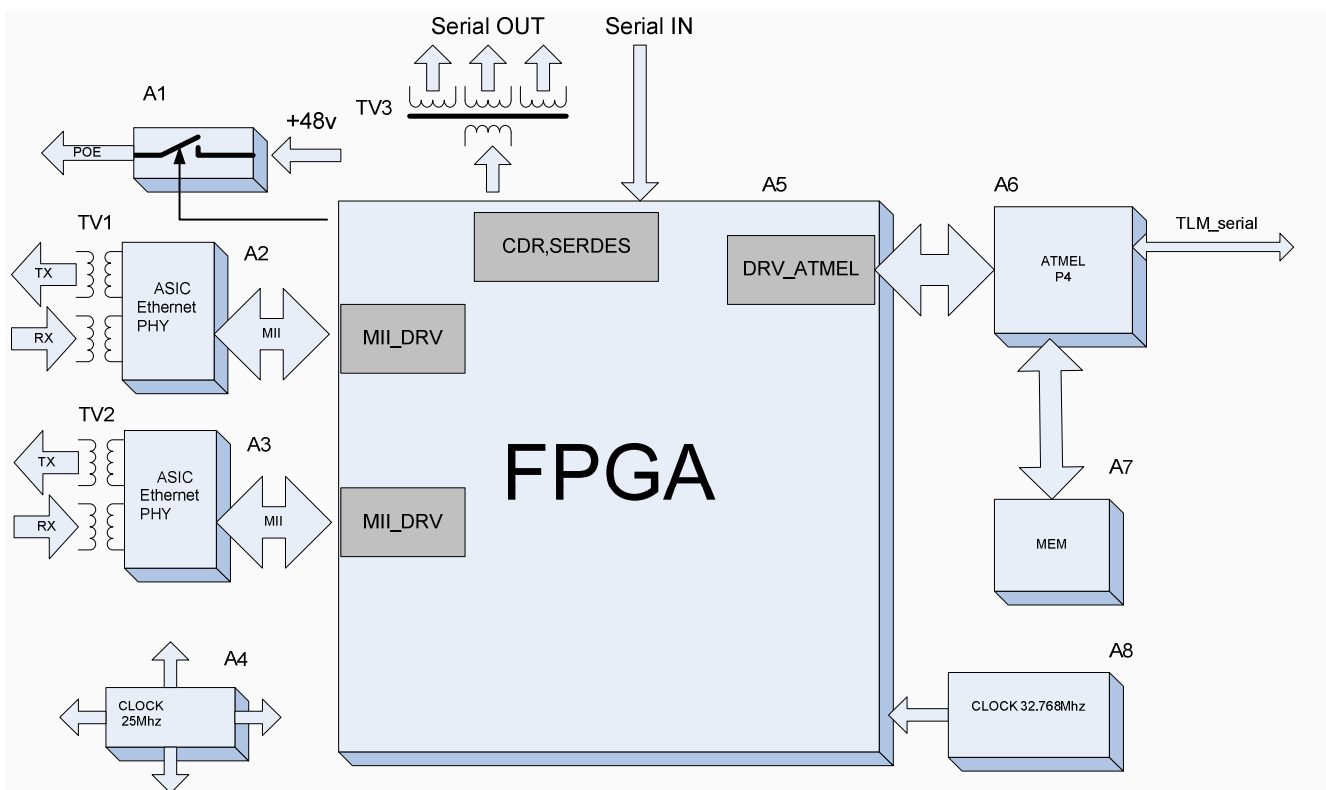 Serial OUT
Serial IN
A1
TV3
+48v
POE
A5
A6
TV1
CDR,SERDES
TLM_serial
A2
DRV_ATMEL
ATMEL
P4
TX
ASIC
Ethernet
PHY
MII
RX
MII_DRV
TV2
A3
FPGA
TX
ASIC
Ethernet
PHY
A7
RX
MII
MII_DRV
MEM
A4
A8
CLOCK
25Mhz
CLOCK 32.768Mhz